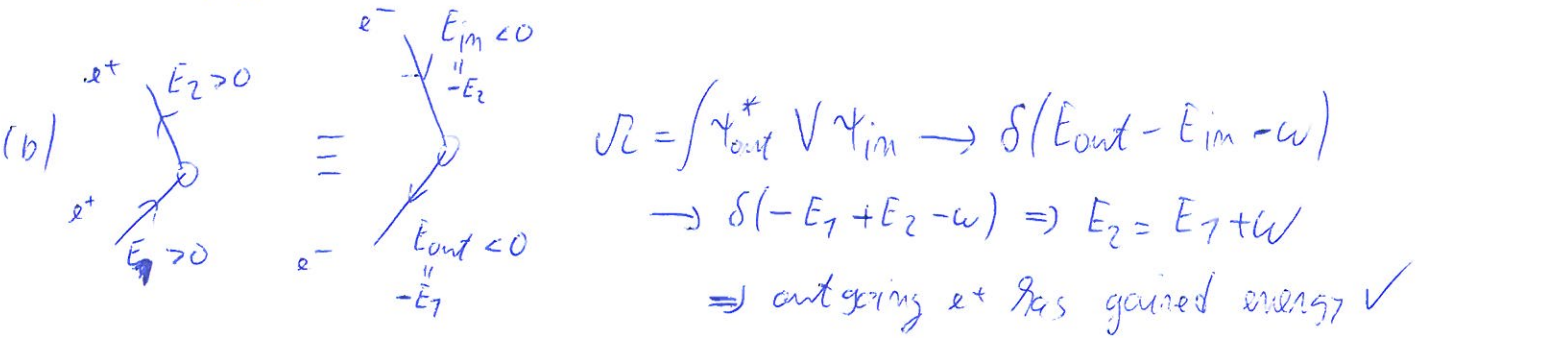 (b) e⁺ E₂ > 0
e⁺ E₁ > 0
≡
e⁻ E_in < 0
= -E₂
e⁻ E_out < 0
= -E₁
Ω = ∫ψ*_out V ψ_in → δ(E_out - E_in - ω)
→ δ(-E₁ + E₂ - ω) ⇒ E₂ = E₁ + ω
⇒ outgoing e⁺ has gained energy ✓